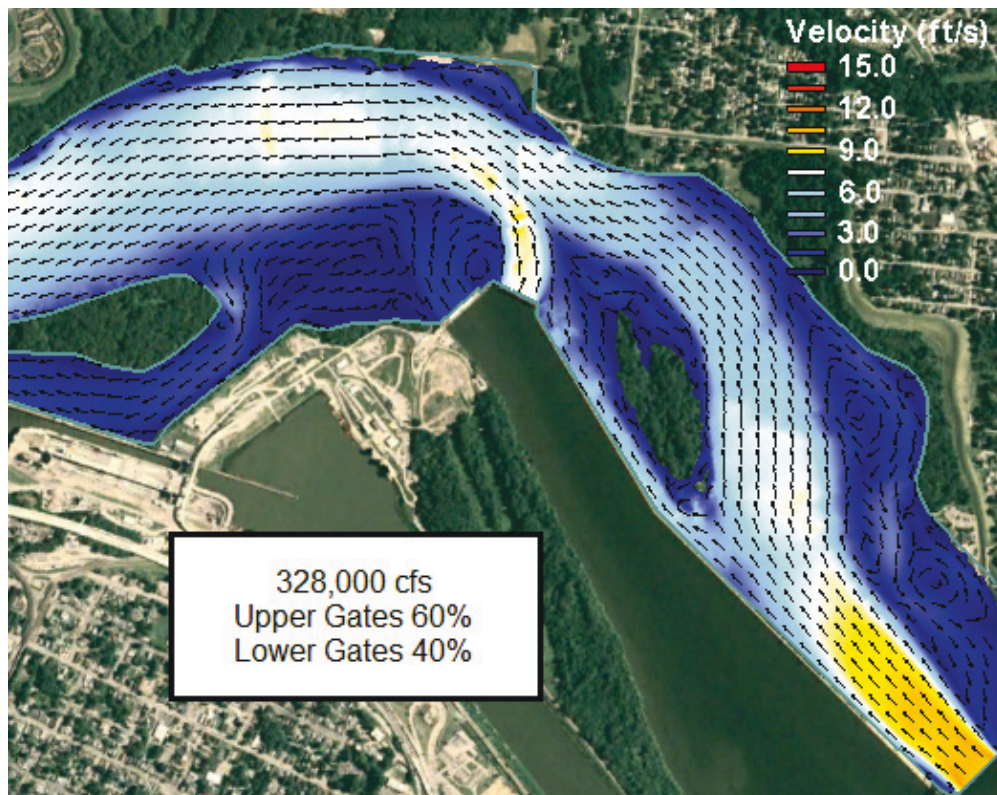 Velocity (ft/s)
15.0
12.0
9.0
6.0
3.0
0.0
328,000 cfs
Upper Gates 60%
Lower Gates 40%